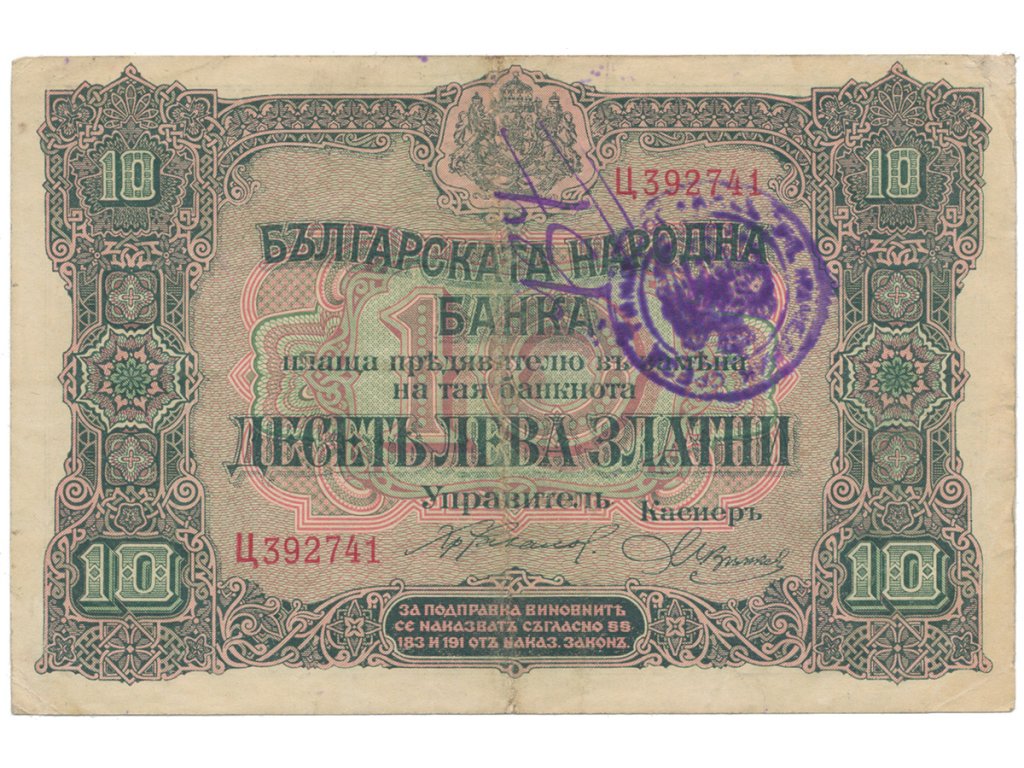 10
10
Ц392741
БЪЛГАРСКАТА НАРОДНА
БАНКА
плаща прѣдявителю въ замѣна
на тая банкнота
ДЕСЕТЬ ЛЕВА ЗЛАТНИ
Управитель Касиеръ
Ц392741
10
10
ЗА ПОДПРАВКА ВИНОВНИТѢ
СЕ НАКАЗВАТЪ СЪГЛАСНО §§
183 И 191 ОТЪ НАКАЗ. ЗАКОНЪ.